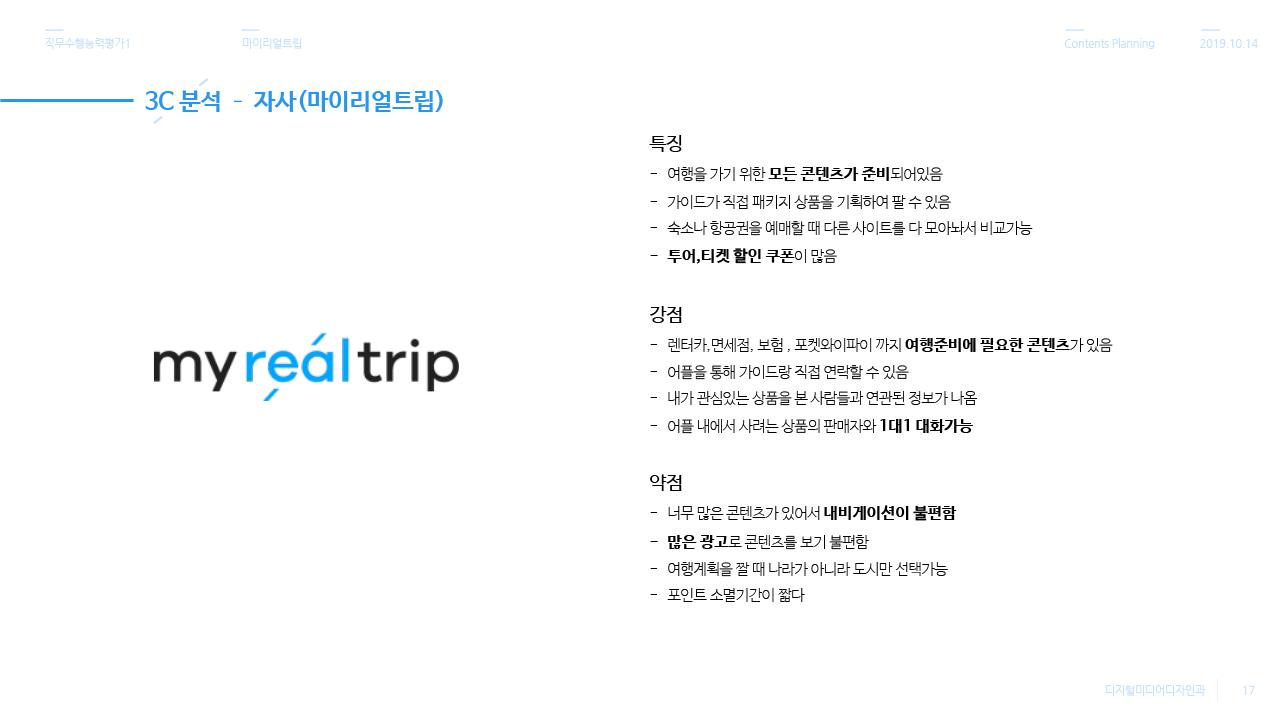 직무수행능력평가1
마이리얼트립
Contents Planning
2019.10.14
3C 분석 - 자사(마이리얼트립)
특징
- 여행을 가기 위한 모든 콘텐츠가 준비되어있음
- 가이드가 직접 패키지 상품을 기획하여 팔 수 있음
- 숙소나 항공권을 예매할 때 다른 사이트를 다 모아놔서 비교가능
- 투어,티켓 할인 쿠폰이 많음
myrealtrip
강점
- 렌터카,면세점, 보험 , 포켓와이파이 까지 여행준비에 필요한 콘텐츠가 있음
- 어플을 통해 가이드랑 직접 연락할 수 있음
- 내가 관심있는 상품을 본 사람들과 연관된 정보가 나옴
- 어플 내에서 사려는 상품의 판매자와 1대1 대화가능
약점
- 너무 많은 콘텐츠가 있어서 내비게이션이 불편함
- 많은 광고로 콘텐츠를 보기 불편함
- 여행계획을 짤 때 나라가 아니라 도시만 선택가능
- 포인트 소멸기간이 짧다
디지털미디어디자인과
17